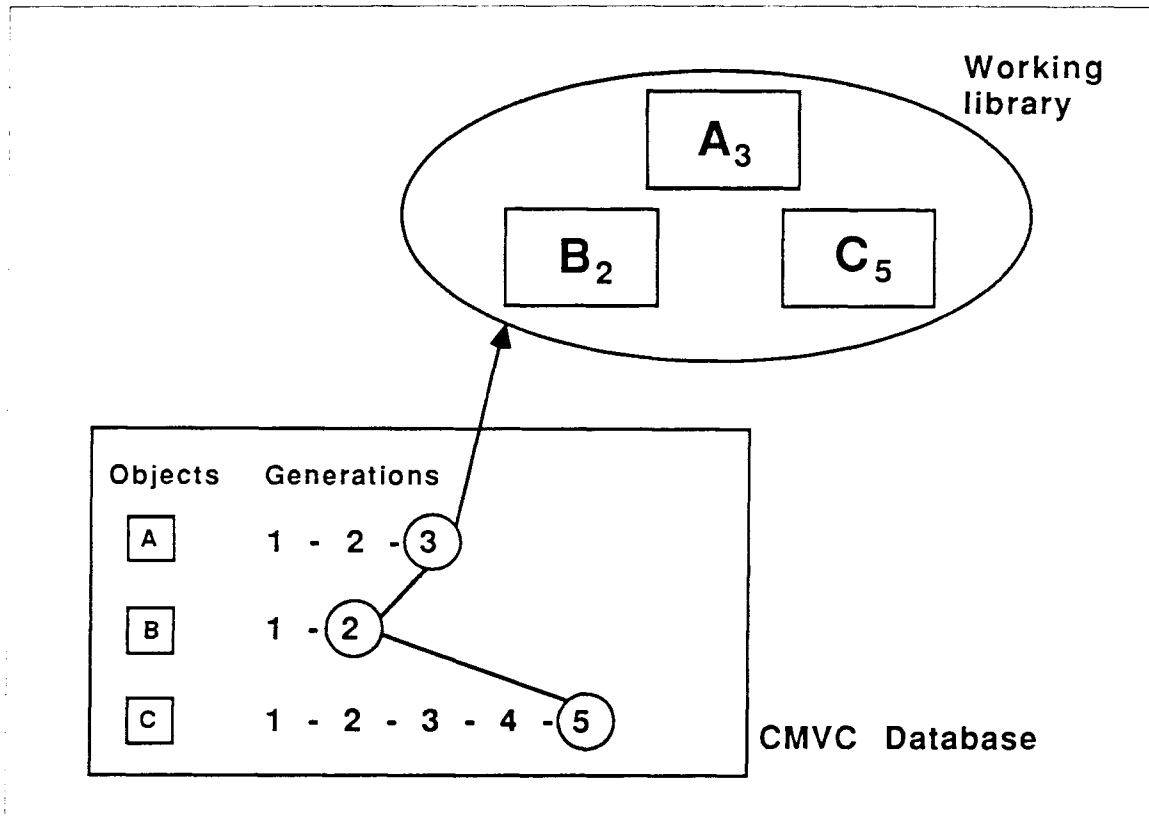 Working
library
A3
B2 C5
Objects Generations
A 1 - 2 - 3
B 1 - 2
C 1 - 2 - 3 - 4 - 5
CMVC Database